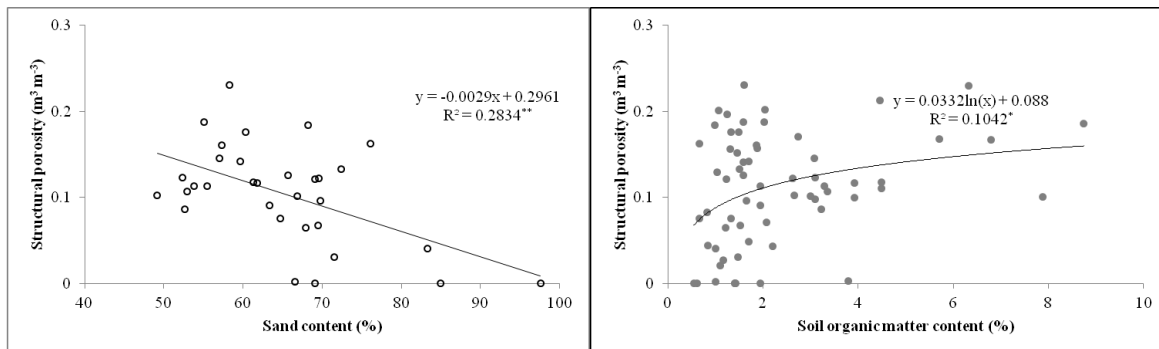 0.3
0.2
0.1
0
Structural porosity (m³ m⁻³)
y = -0.0029x + 0.2961
R² = 0.2834**
40 50 60 70 80 90 100
Sand content (%)
0.3
0.2
0.1
0
Structural porosity (m³ m⁻³)
y = 0.0332ln(x) + 0.088
R² = 0.1042*
0 2 4 6 8 10
Soil organic matter content (%)